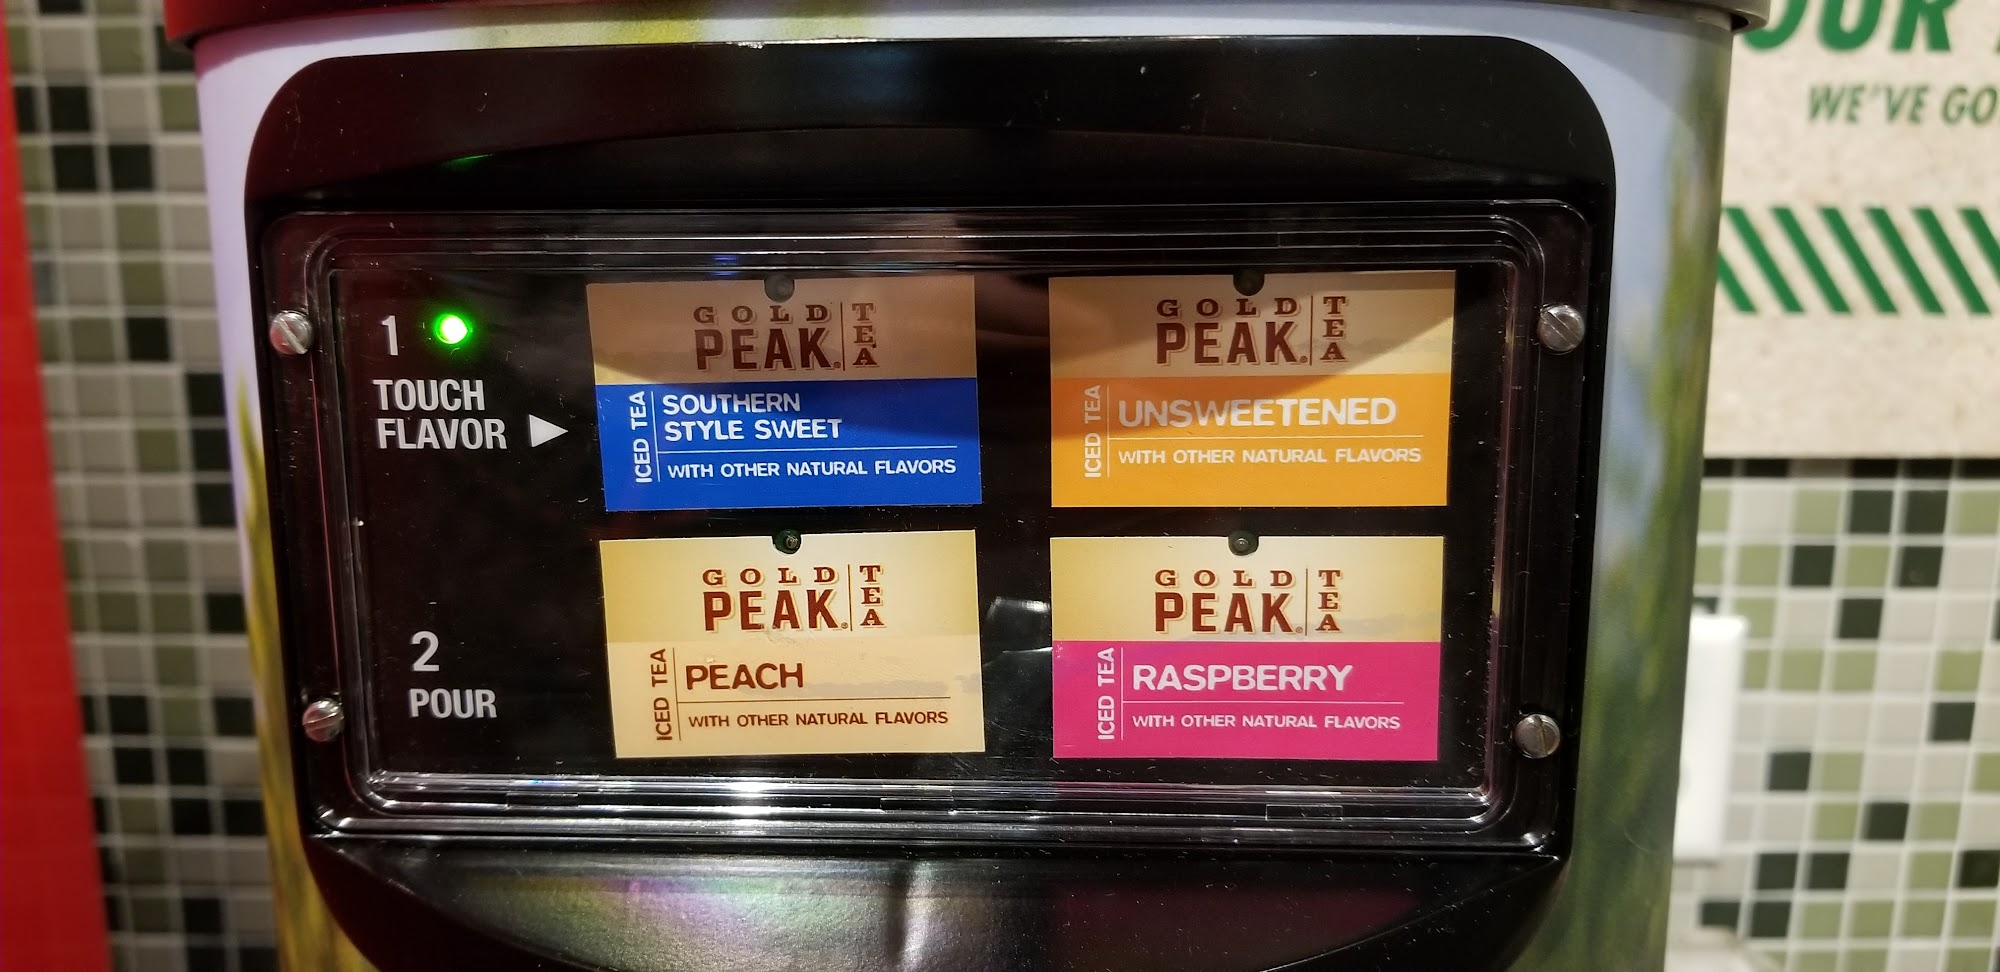 OUR
WE'VE GO
1
TOUCH
FLAVOR
2
POUR
GOLD
PEAK®
TEA
ICED TEA
SOUTHERN
STYLE SWEET
WITH OTHER NATURAL FLAVORS
GOLD
PEAK®
TEA
ICED TEA
UNSWEETENED
WITH OTHER NATURAL FLAVORS
GOLD
PEAK®
TEA
ICED TEA
PEACH
WITH OTHER NATURAL FLAVORS
GOLD
PEAK®
TEA
ICED TEA
RASPBERRY
WITH OTHER NATURAL FLAVORS